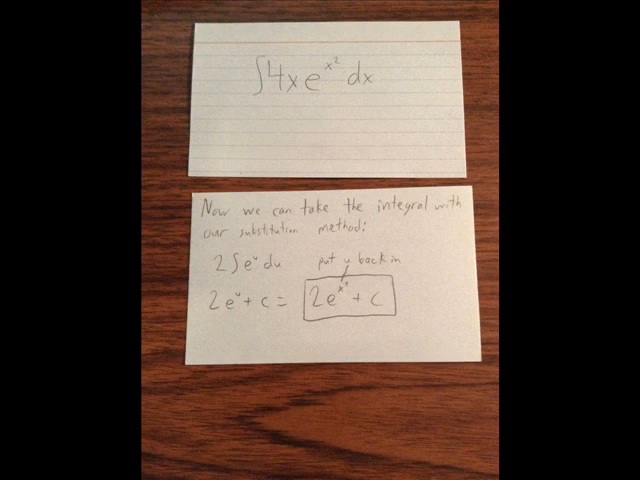 ∫4xe^{x²} dx
Now we can take the integral with
our substitution method:
2∫e^u du put u back in
2e^u + c = 2e^{x²} + c